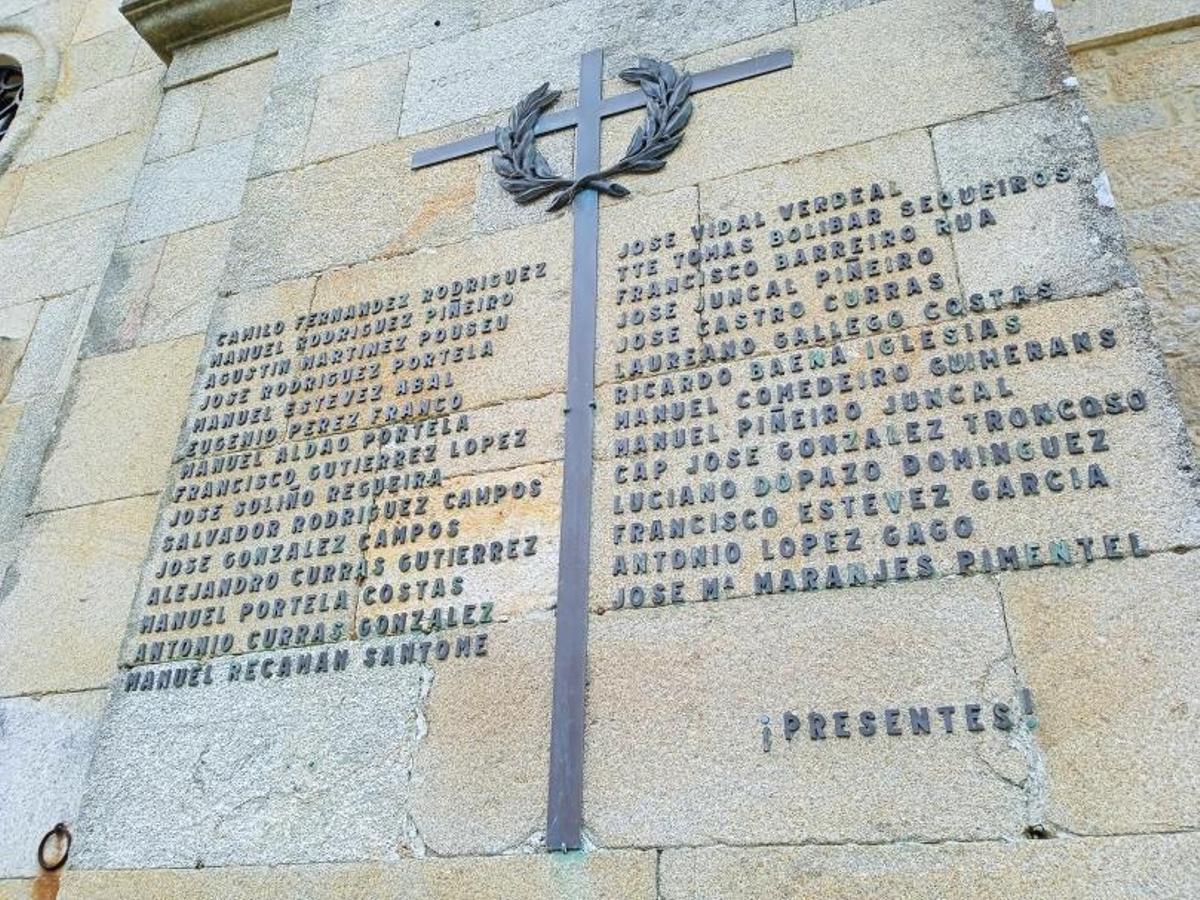 CAMILO FERNANDEZ RODRIGUEZ
MANUEL RODRIGUEZ PIÑEIRO
AGUSTIN MARTINEZ POUSEU
JOSE RODRIGUEZ PORTELA
MANUEL ESTEVEZ ABAL
EUGENIO PEREZ FRANCO
MANUEL ALDAO PORTELA
FRANCISCO GUTIERREZ LOPEZ
JOSE SOLIÑO REGUEIRA
SALVADOR RODRIGUEZ CAMPOS
JOSE GONZALEZ CAMPOS
ALEJANDRO CURRAS GUTIERREZ
MANUEL PORTELA COSTAS
ANTONIO CURRAS GONZALEZ
MANUEL RECAMAN SANTOME
JOSE VIDAL VERDEAL
TTE TOMAS BOLIBAR SEQUEIROS
FRANCISCO BARREIRO RUA
JOSE JUNCAL PIÑEIRO
JOSE CASTRO CURRAS
LAUREANO GALLEGO COSTAS
RICARDO BAENA IGLESIAS
MANUEL COMEDEIRO GUIMERANS
MANUEL PIÑEIRO JUNCAL
CAP JOSE GONZALEZ TRONCOSO
LUCIANO DOPAZO DOMINGUEZ
FRANCISCO ESTEVEZ GARCIA
ANTONIO LOPEZ GAGO
JOSE Mª MARANJES PIMENTEL
¡PRESENTES!